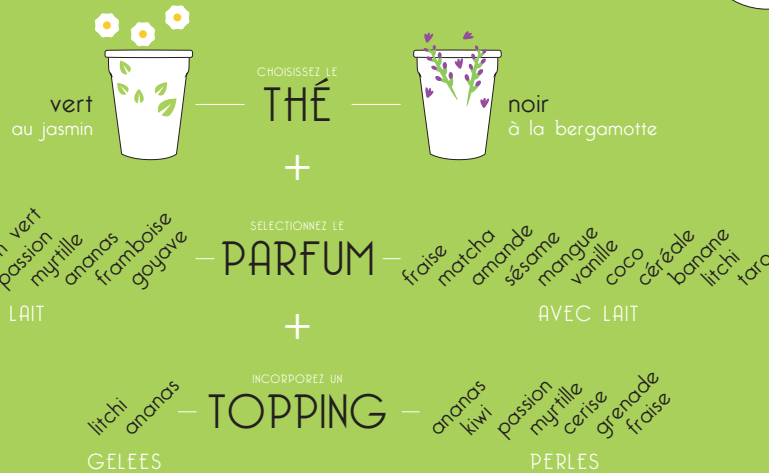 CHOISISSEZ LE
THÉ
vert
au jasmin
noir
à la bergamotte
+
SELECTIONNEZ LE
PARFUM
vert
passion
myrtille
ananas
framboise
goyave
LAIT
fraise
matcha
amande
sésame
mangue
vanille
coco
céréale
banane
litchi
taro
AVEC LAIT
+
INCORPOREZ UN
TOPPING
litchi
ananas
GELEES
ananas
kiwi
passion
myrtille
cerise
grenade
fraise
PERLES